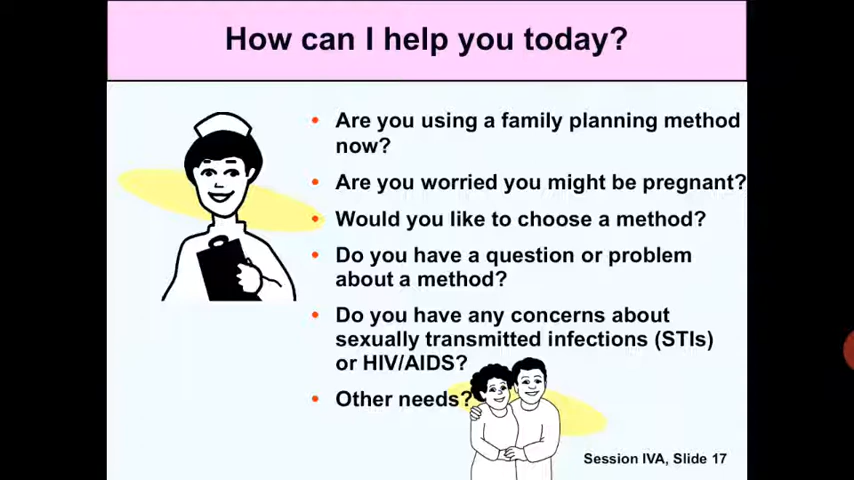 How can I help you today?
Are you using a family planning method
now?
Are you worried you might be pregnant?
Would you like to choose a method?
Do you have a question or problem
about a method?
Do you have any concerns about
sexually transmitted infections (STIs)
or HIV/AIDS?
Other needs?
Session IVA, Slide 17